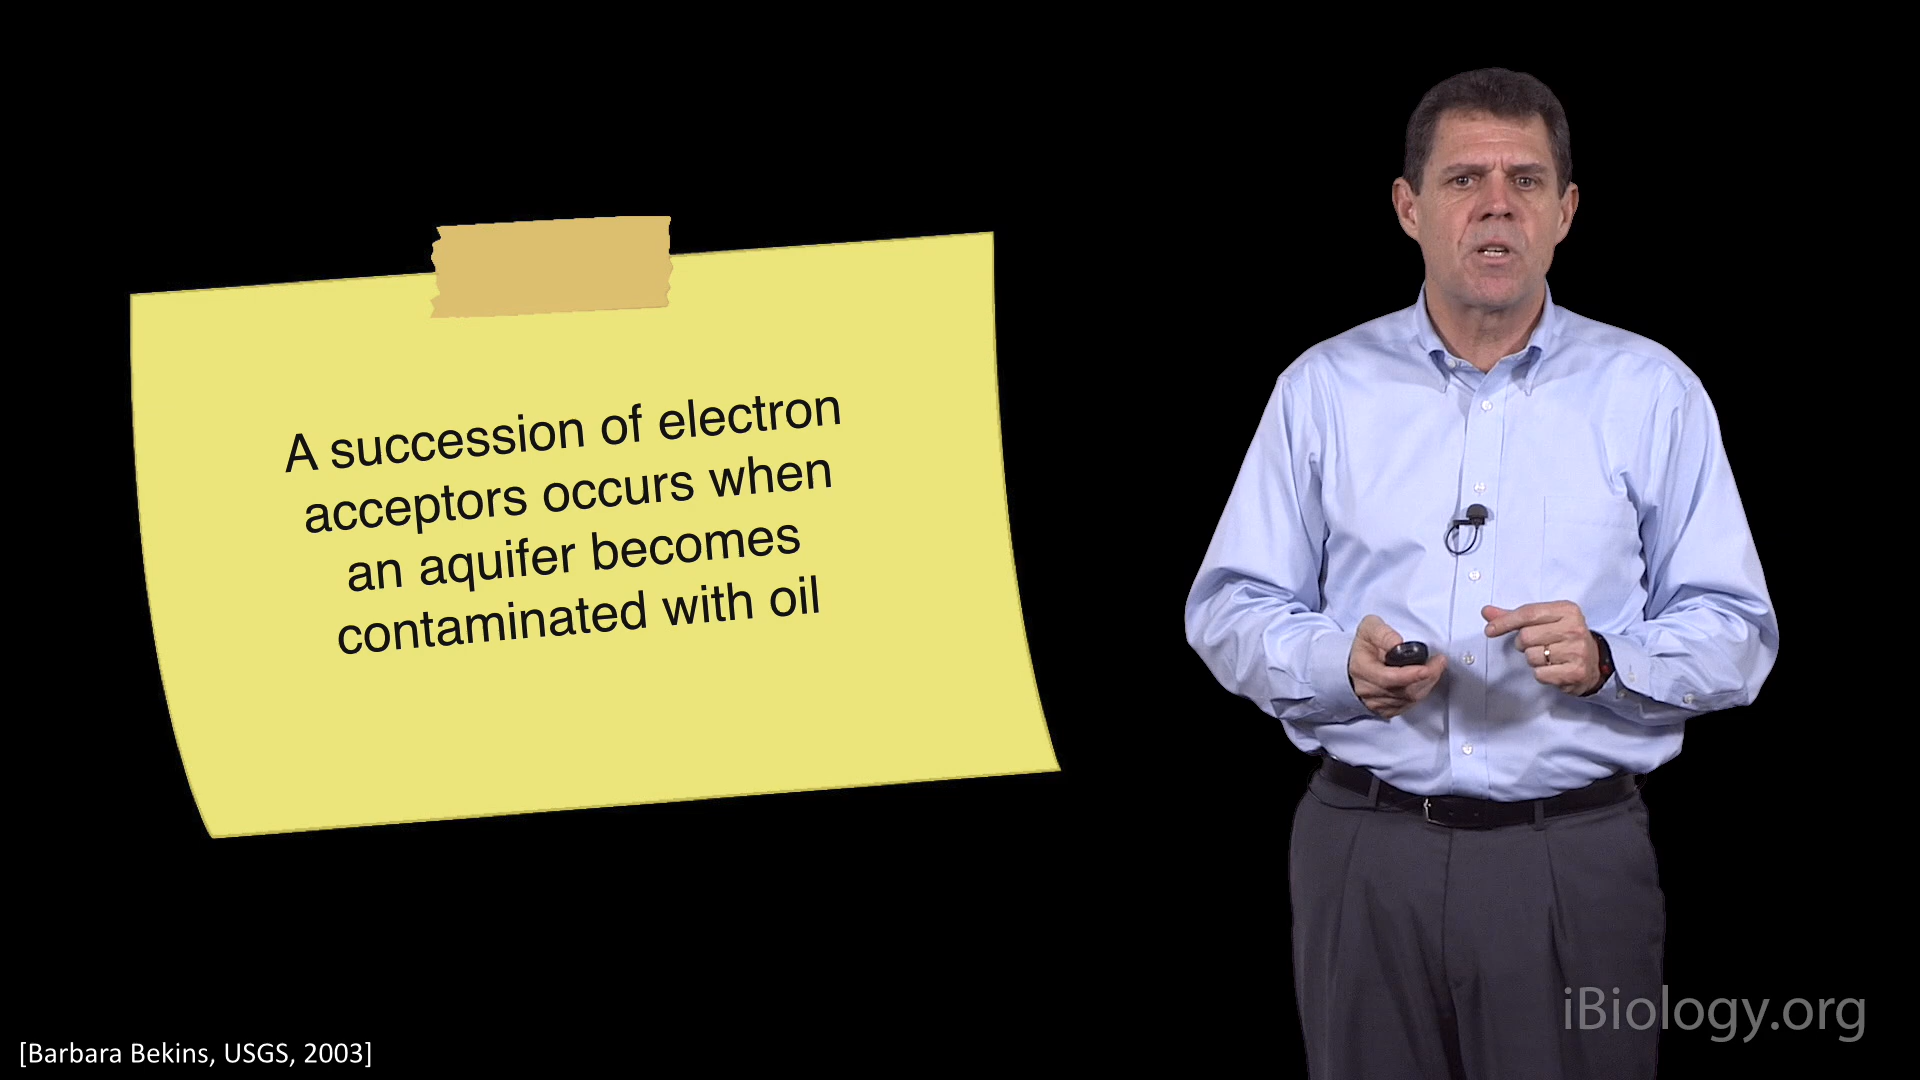 A succession of electron
acceptors occurs when
an aquifer becomes
contaminated with oil
iBiology.org
[Barbara Bekins, USGS, 2003]